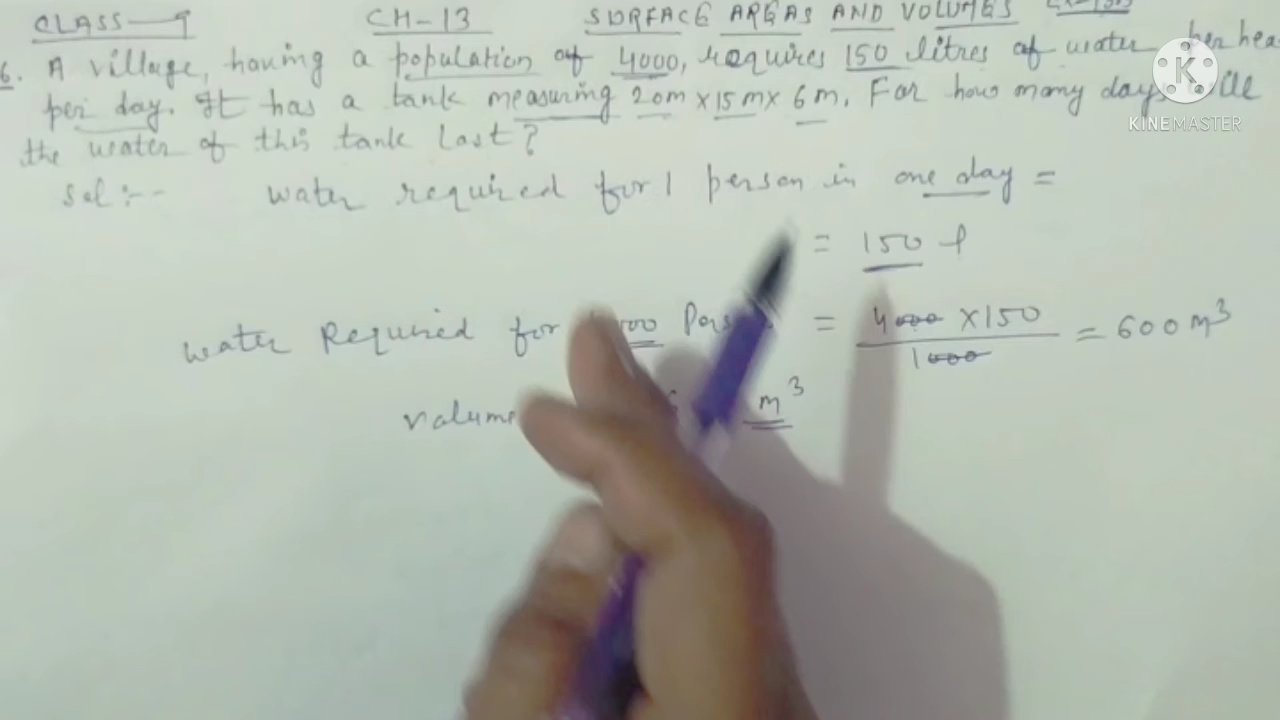 CLASS - 9 CH-13 SURFACE AREAS AND VOLUMES
6. A village, having a population of 4000, requires 150 litres of water per head
per day. It has a tank measuring 20m × 15m × 6m. For how many days
the water of this tank last?
Sol :-- water required for 1 person in one day =
= 150 l
water Required for = 4000 × 150 / 1000 = 600 m³
volume m³
K
KINEMASTER